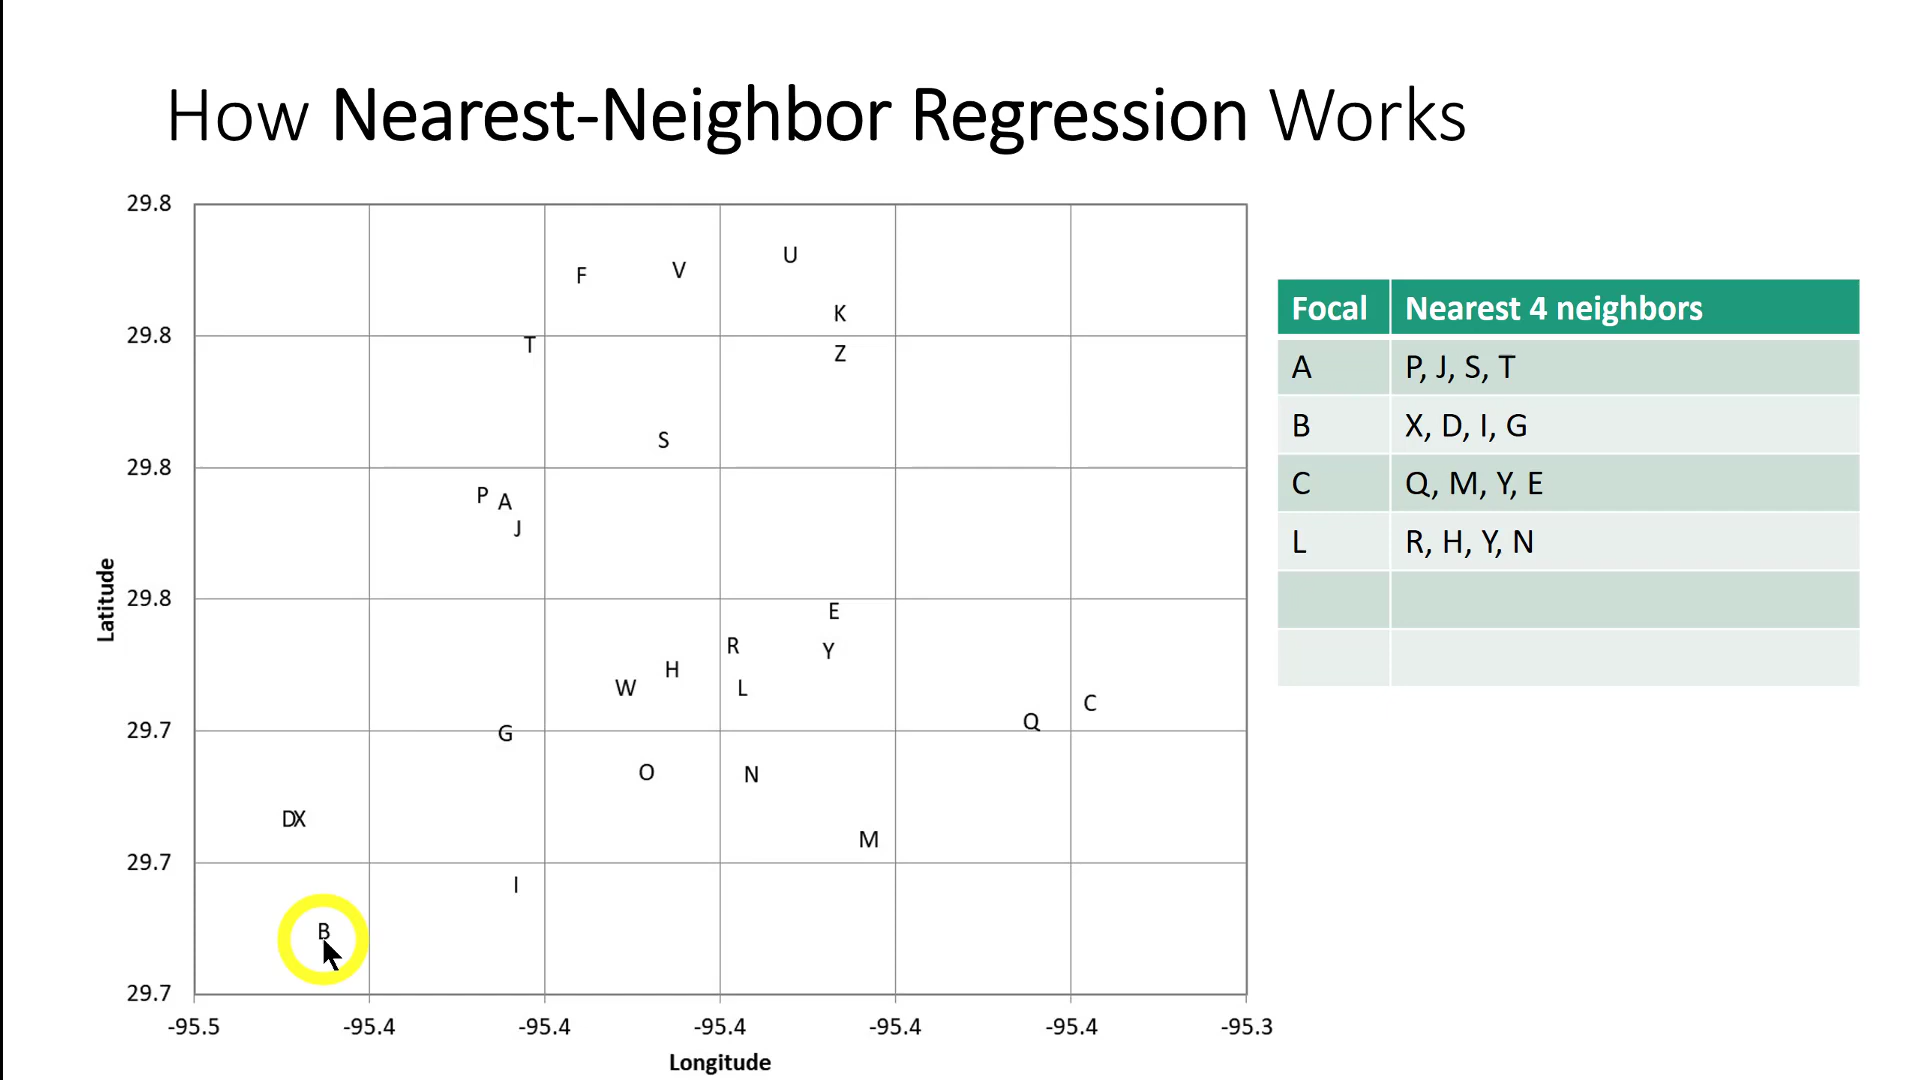 How Nearest-Neighbor Regression Works
29.8
29.8
29.8
29.8
29.7
29.7
29.7
Latitude
F
V
U
K
T
Z
S
P
A
J
E
R
Y
H
W
L
C
Q
G
O
N
DX
M
I
B
-95.5
-95.4
-95.4
-95.4
-95.4
-95.4
-95.3
Longitude
Focal Nearest 4 neighbors
A P, J, S, T
B X, D, I, G
C Q, M, Y, E
L R, H, Y, N